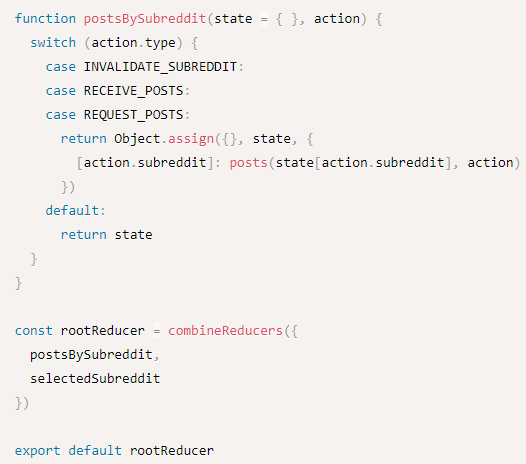 function postsBySubreddit(state = { }, action) {
  switch (action.type) {
    case INVALIDATE_SUBREDDIT:
    case RECEIVE_POSTS:
    case REQUEST_POSTS:
      return Object.assign({}, state, {
        [action.subreddit]: posts(state[action.subreddit], action)
      })
    default:
      return state
  }
}

const rootReducer = combineReducers({
  postsBySubreddit,
  selectedSubreddit
})

export default rootReducer